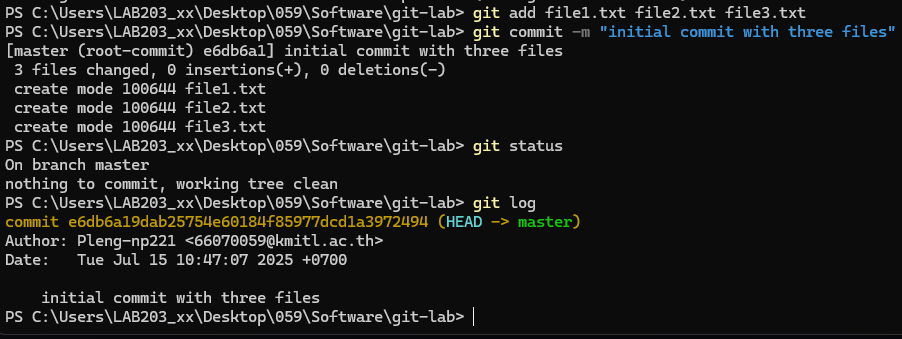 PS C:\Users\LAB203_xx\Desktop\059\Software\git-lab> git add file1.txt file2.txt file3.txt
PS C:\Users\LAB203_xx\Desktop\059\Software\git-lab> git commit -m "initial commit with three files"
[master (root-commit) e6db6a1] initial commit with three files
 3 files changed, 0 insertions(+), 0 deletions(-)
 create mode 100644 file1.txt
 create mode 100644 file2.txt
 create mode 100644 file3.txt
PS C:\Users\LAB203_xx\Desktop\059\Software\git-lab> git status
On branch master
nothing to commit, working tree clean
PS C:\Users\LAB203_xx\Desktop\059\Software\git-lab> git log
commit e6db6a19dab25754e60184f85977dcd1a3972494 (HEAD -> master)
Author: Pleng-np221 <66070059@kmitl.ac.th>
Date:   Tue Jul 15 10:47:07 2025 +0700

    initial commit with three files
PS C:\Users\LAB203_xx\Desktop\059\Software\git-lab>